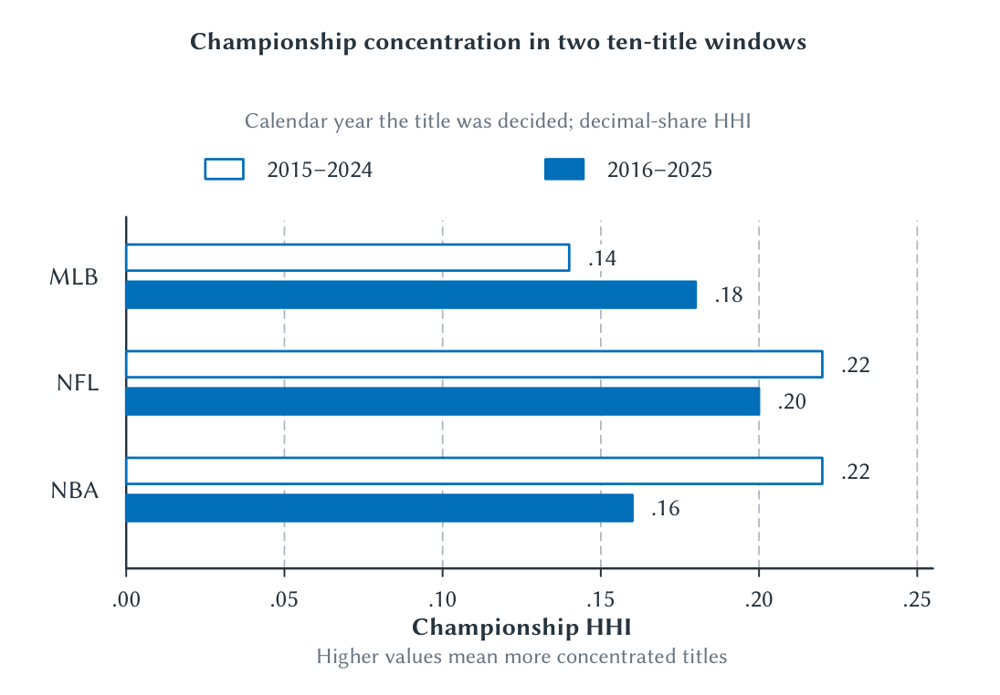 Championship concentration in two ten-title windows
Calendar year the title was decided; decimal-share HHI
2015–2024 2016–2025
MLB
.14
.18
NFL
.22
.20
NBA
.22
.16
.00 .05 .10 .15 .20 .25
Championship HHI
Higher values mean more concentrated titles